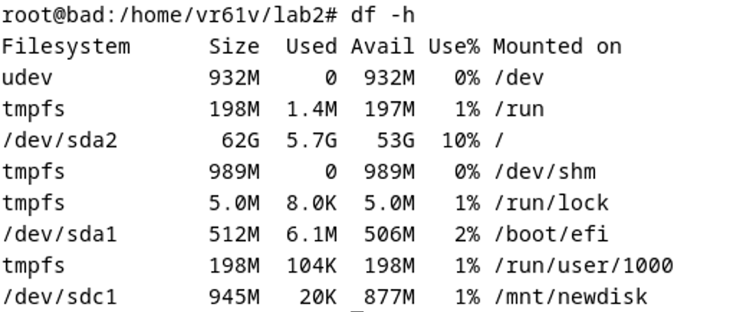 root@bad:/home/vr61v/lab2# df -h
Filesystem      Size  Used Avail Use% Mounted on
udev            932M     0  932M   0% /dev
tmpfs           198M  1.4M  197M   1% /run
/dev/sda2        62G  5.7G   53G  10% /
tmpfs           989M     0  989M   0% /dev/shm
tmpfs           5.0M  8.0K  5.0M   1% /run/lock
/dev/sda1       512M  6.1M  506M   2% /boot/efi
tmpfs           198M  104K  198M   1% /run/user/1000
/dev/sdc1       945M   20K  877M   1% /mnt/newdisk